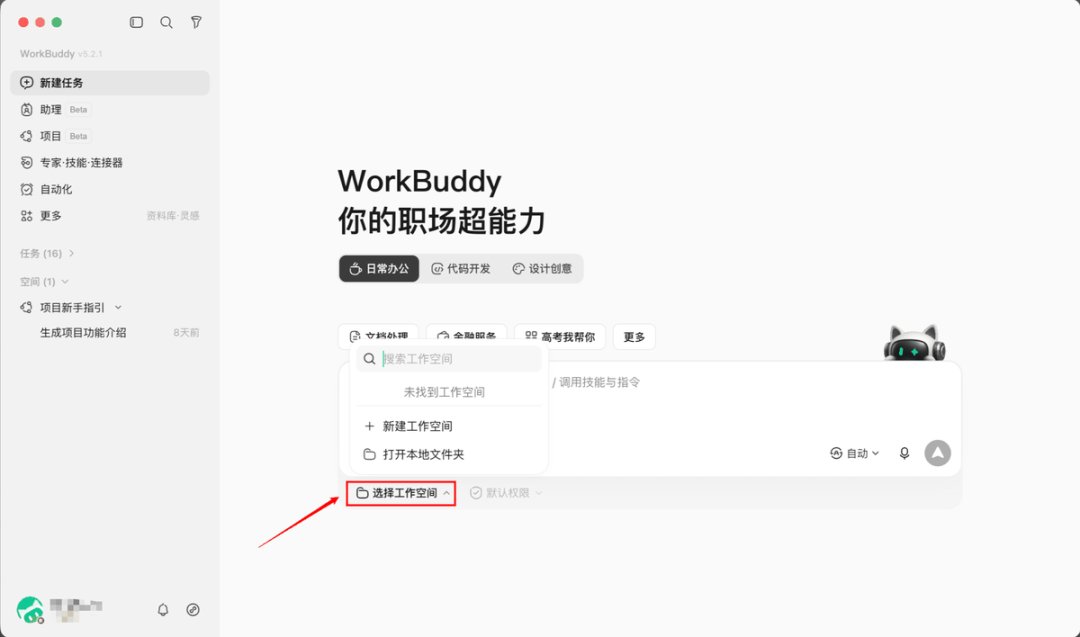 WorkBuddy v5.2.1
新建任务
助理 Beta
项目 Beta
专家·技能·连接器
自动化
更多 资料库·灵感
任务 (16)
空间 (1)
项目新手指引
生成项目功能介绍 8天前
WorkBuddy
你的职场超能力
日常办公 代码开发 设计创意
文档处理 金融服务 高考我帮你 更多
搜索工作空间
/ 调用技能与指令
未找到工作空间
新建工作空间
打开本地文件夹
自动
选择工作空间 默认权限